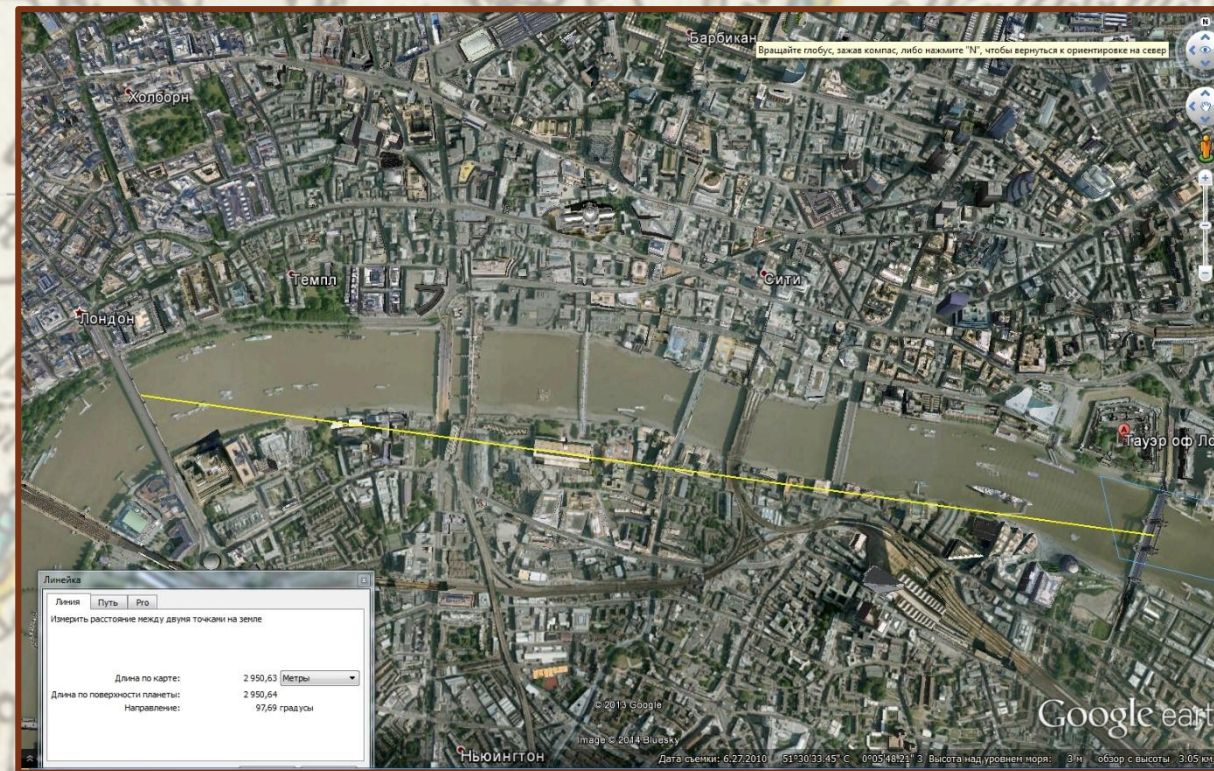 Барбикан
Вращайте глобус, зажав компас, либо нажмите "N", чтобы вернуться к ориентировке на север
N
Холборн
Темпл
Сити
Лондон
A
Тауэр оф Ло
Линейка
Линия Путь Pro
Измерить расстояние между двумя точками на земле
Длина по карте: 2 950,63 Метры
Длина по поверхности планеты: 2 950,64
Направление: 97,69 градусы
© 2013 Google
Image © 2014 Bluesky
Google eart
Ньюингтон
Дата съемки: 6.27.2010 51°30'33.45" С 0°05'48.21" З Высота над уровнем моря: 3 м обзор с высоты 3.05 км